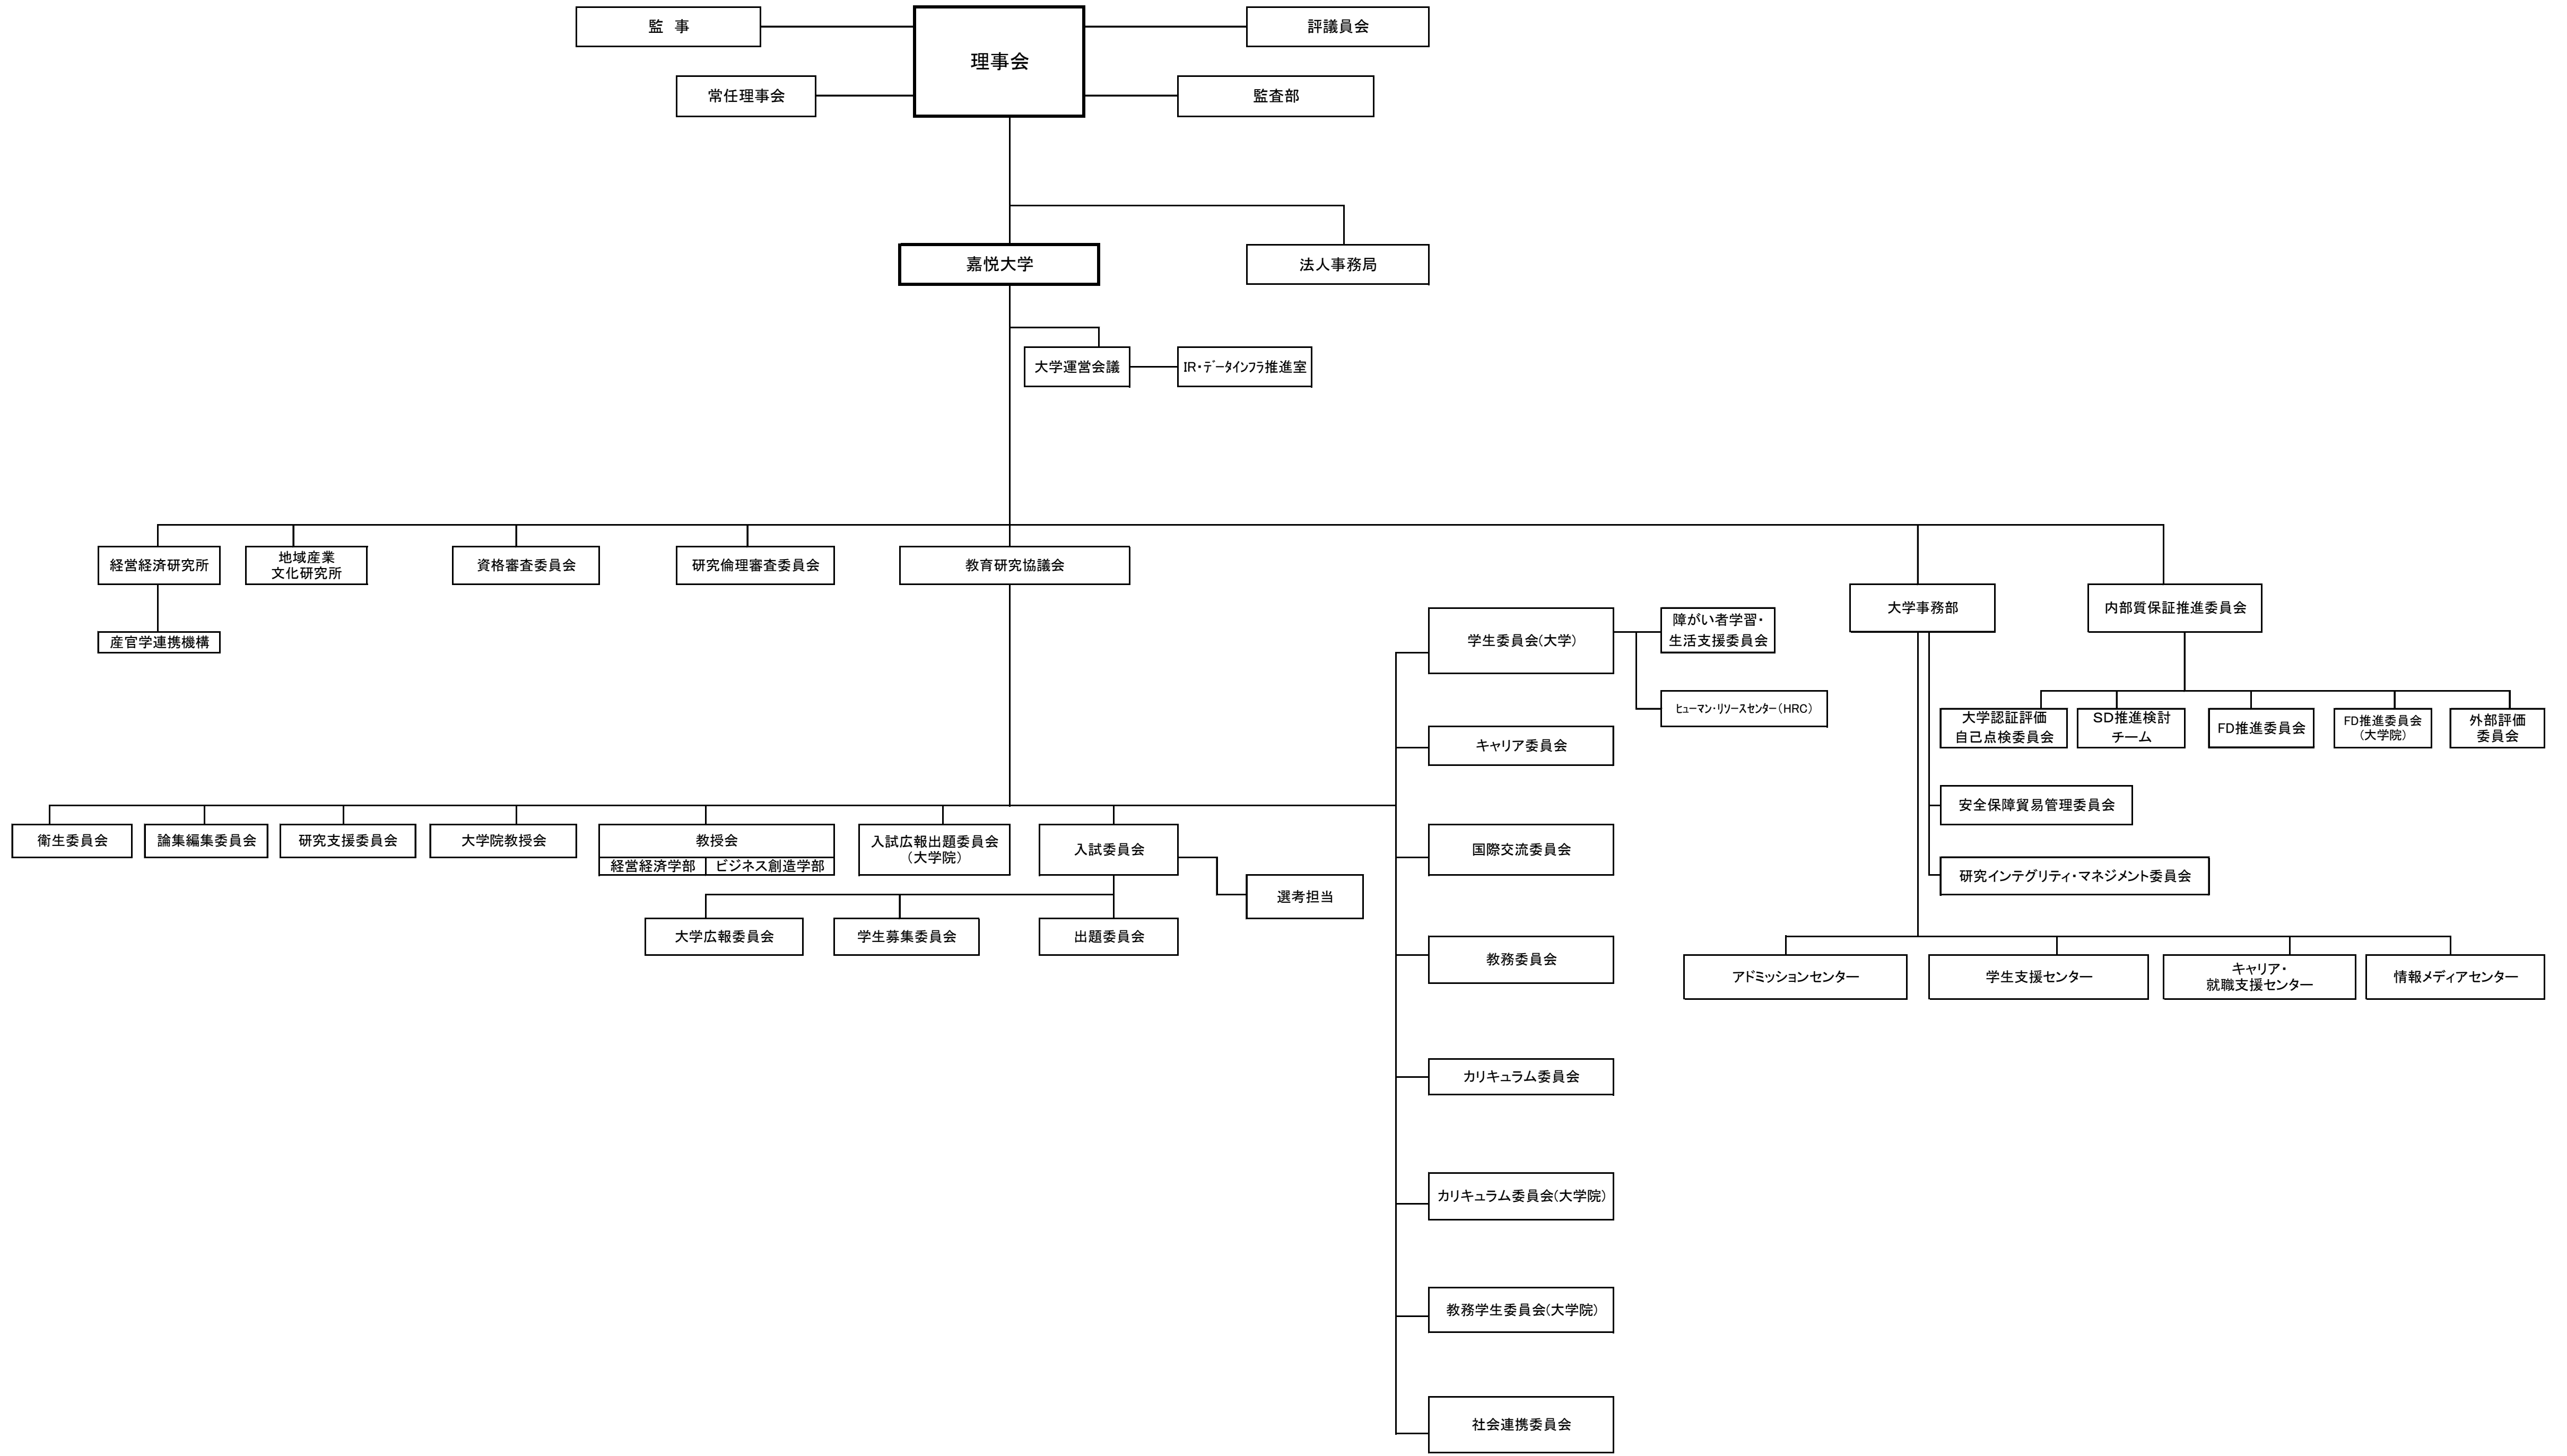 監　事
理事会
評議員会
常任理事会
監査部
嘉悦大学
法人事務局
大学運営会議
IR・ﾃﾞｰﾀｲﾝﾌﾗ推進室
経営経済研究所
地域産業
文化研究所
資格審査委員会
研究倫理審査委員会
教育研究協議会
大学事務部
内部質保証推進委員会
産官学連携機構
学生委員会(大学)
障がい者学習・
生活支援委員会
ﾋｭｰﾏﾝ・ﾘｿｰｽｾﾝﾀｰ（HRC）
キャリア委員会
大学認証評価
自己点検委員会
ＳＤ推進検討
チーム
FD推進委員会
FD推進委員会
（大学院）
外部評価
委員会
安全保障貿易管理委員会
衛生委員会
論集編集委員会
研究支援委員会
大学院教授会
教授会
経営経済学部
ビジネス創造学部
入試広報出題委員会
（大学院）
入試委員会
国際交流委員会
研究インテグリティ・マネジメント委員会
選考担当
大学広報委員会
学生募集委員会
出題委員会
教務委員会
アドミッションセンター
学生支援センター
キャリア・
就職支援センター
情報メディアセンター
カリキュラム委員会
カリキュラム委員会(大学院)
教務学生委員会(大学院)
社会連携委員会